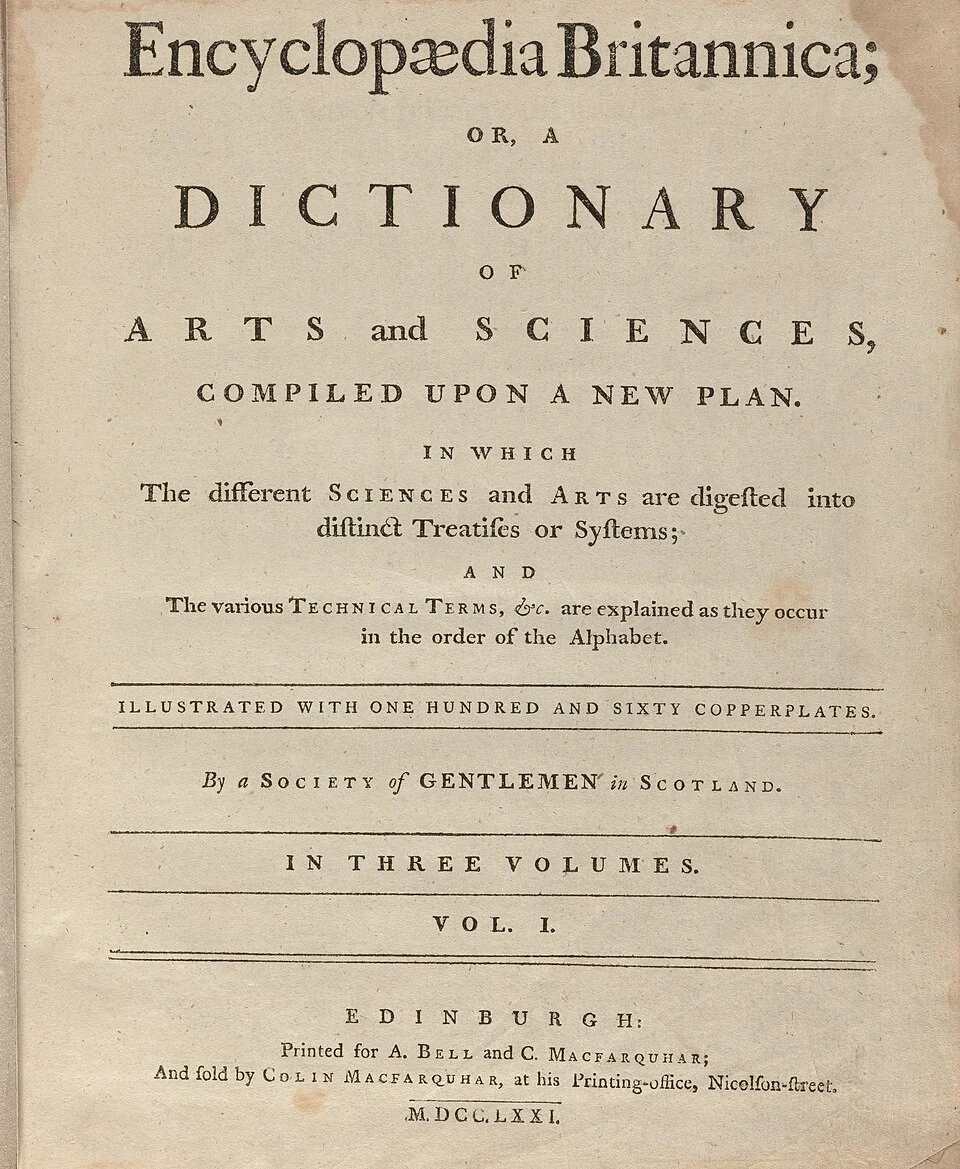 Encyclopædia Britannica;
OR, A
DICTIONARY
OF
ARTS and SCIENCES,
COMPILED UPON A NEW PLAN.
IN WHICH
The different SCIENCES and ARTS are digeſted into
diſtinct Treatiſes or Syſtems;
AND
The various TECHNICAL TERMS, &c. are explained as they occur
in the order of the Alphabet.
ILLUSTRATED WITH ONE HUNDRED AND SIXTY COPPERPLATES.
By a SOCIETY of GENTLEMEN in SCOTLAND.
IN THREE VOLUMES.
VOL. I.
EDINBURGH:
Printed for A. BELL and C. MACFARQUHAR;
And ſold by COLIN MACFARQUHAR, at his Printing-office, Nicolſon-ſtreet.
M.DCC.LXXI.